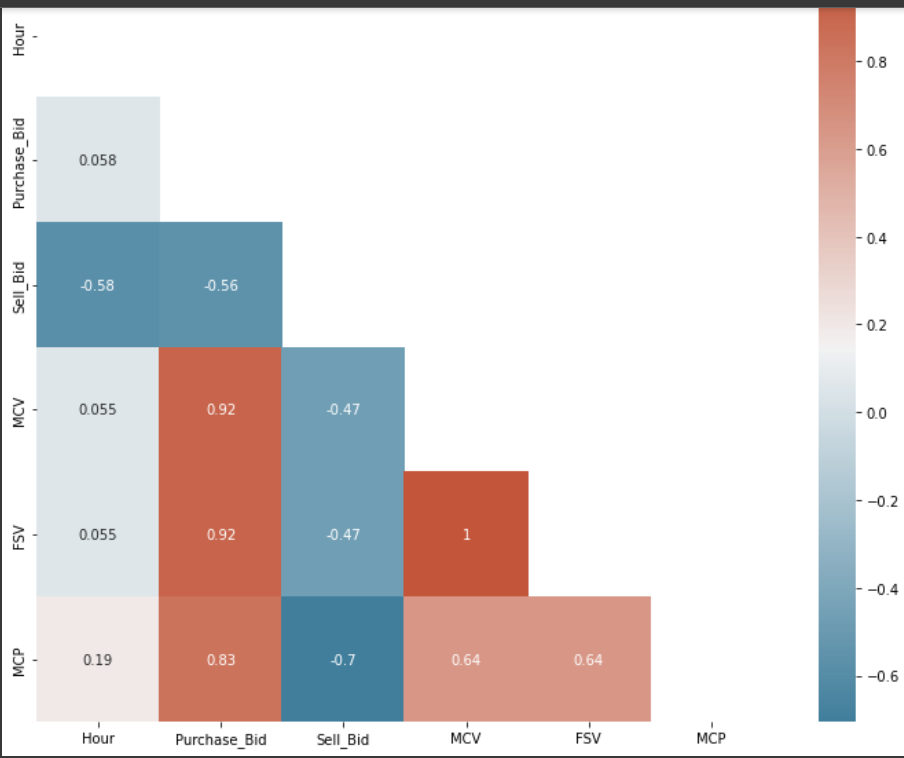 Hour
Purchase_Bid
0.058
Sell_Bid
-0.58 -0.56
MCV
0.055 0.92 -0.47
FSV
0.055 0.92 -0.47 1
MCP
0.19 0.83 -0.7 0.64 0.64
Hour Purchase_Bid Sell_Bid MCV FSV MCP
0.8
0.6
0.4
0.2
0.0
−0.2
−0.4
−0.6